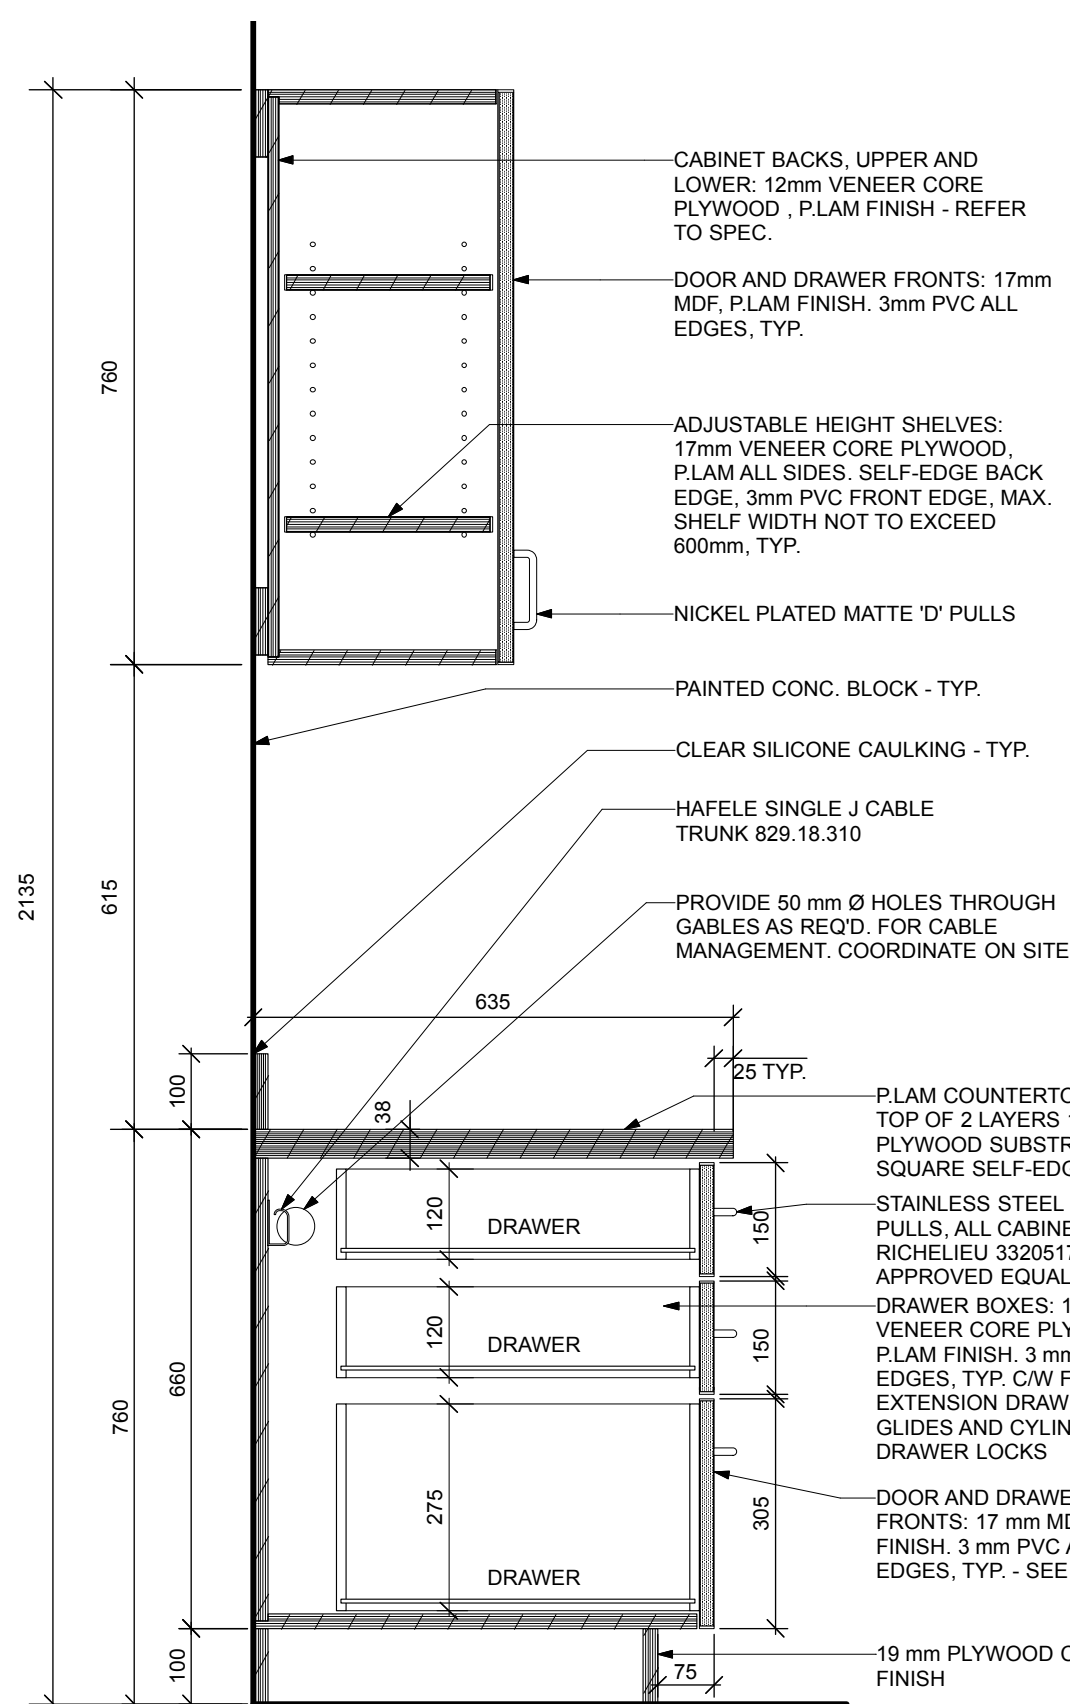 CABINET BACKS, UPPER AND
LOWER: 12mm VENEER CORE
PLYWOOD , P.LAM FINISH - REFER
TO SPEC.
DOOR AND DRAWER FRONTS: 17mm
MDF, P.LAM FINISH. 3mm PVC ALL
EDGES, TYP.
760
ADJUSTABLE HEIGHT SHELVES:
17mm VENEER CORE PLYWOOD,
P.LAM ALL SIDES. SELF-EDGE BACK
EDGE, 3mm PVC FRONT EDGE, MAX.
SHELF WIDTH NOT TO EXCEED
600mm, TYP.
NICKEL PLATED MATTE 'D' PULLS
PAINTED CONC. BLOCK - TYP.
CLEAR SILICONE CAULKING - TYP.
HAFELE SINGLE J CABLE
TRUNK 829.18.310
2135
615
PROVIDE 50 mm Ø HOLES THROUGH
GABLES AS REQ'D. FOR CABLE
MANAGEMENT. COORDINATE ON SITE
635
25 TYP.
100
38
P.LAM COUNTERTO
TOP OF 2 LAYERS
PLYWOOD SUBSTR
SQUARE SELF-EDG
120
DRAWER
150
STAINLESS STEEL
PULLS, ALL CABINE
RICHELIEU 3320517
APPROVED EQUAL
120
DRAWER
150
DRAWER BOXES: 1
VENEER CORE PLY
P.LAM FINISH. 3 mm
EDGES, TYP. C/W F
EXTENSION DRAW
GLIDES AND CYLIN
DRAWER LOCKS
760
660
275
DRAWER
305
DOOR AND DRAWE
FRONTS: 17 mm MD
FINISH. 3 mm PVC A
EDGES, TYP. - SEE
100
75
19 mm PLYWOOD C
FINISH